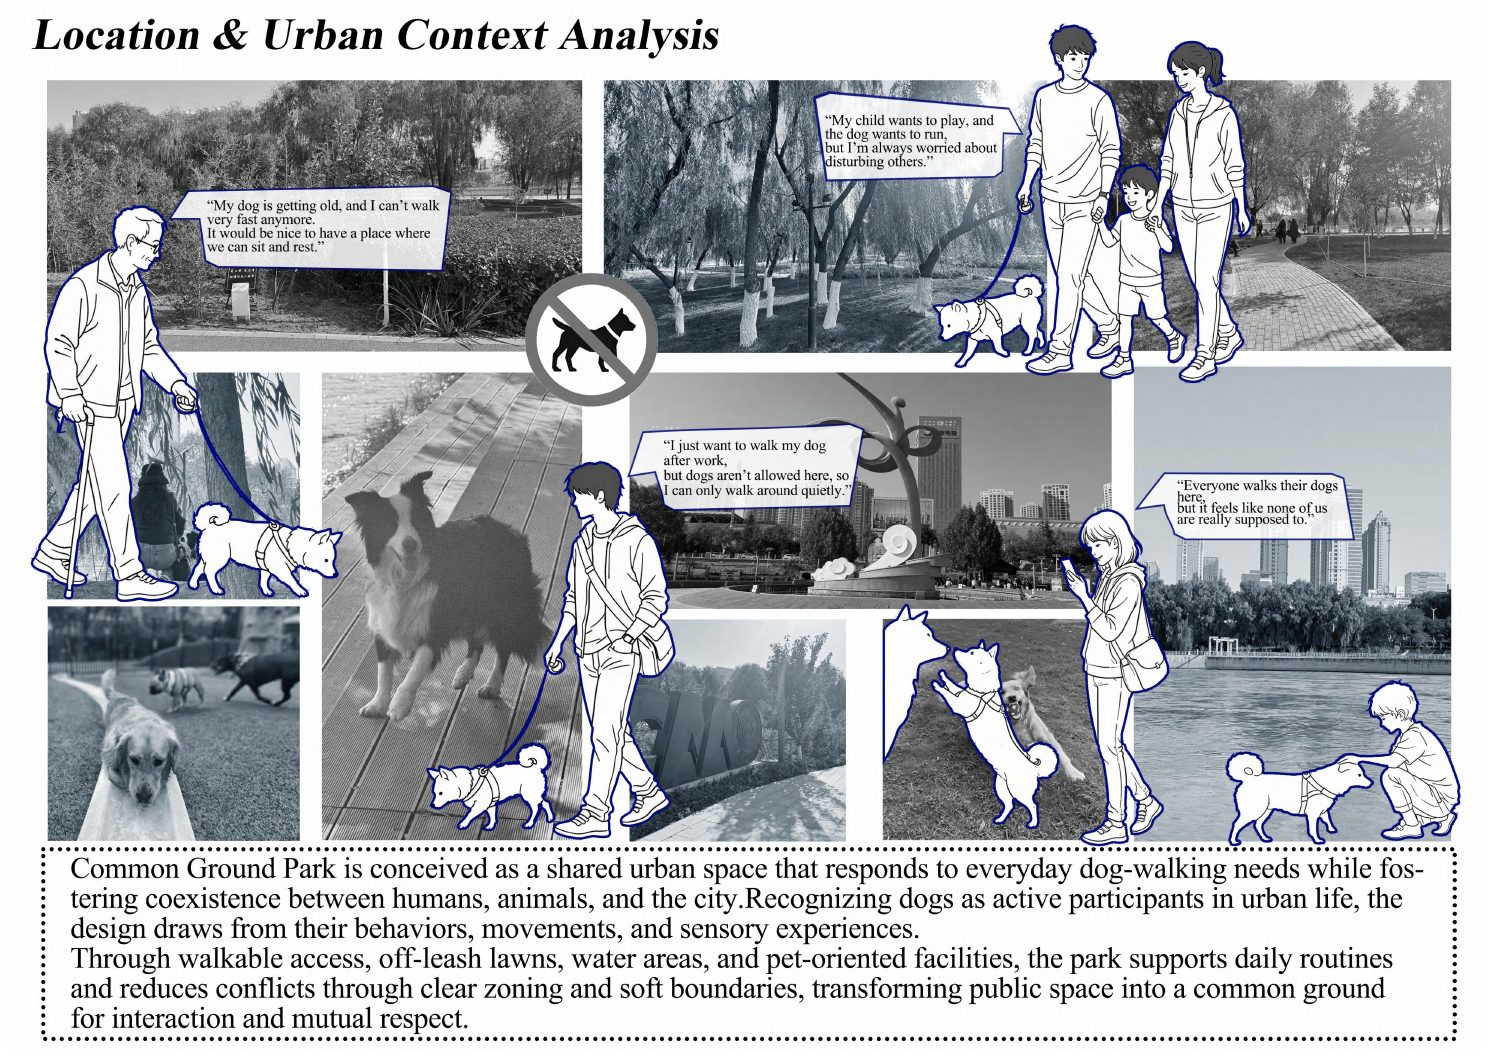 Location & Urban Context Analysis
“My child wants to play, and
the dog wants to run,
but I’m always worried about
disturbing others.”
“My dog is getting old, and I can’t walk
very fast anymore.
It would be nice to have a place where
we can sit and rest.”
“I just want to walk my dog
after work,
but dogs aren’t allowed here, so
I can only walk around quietly.”
“Everyone walks their dogs
here,
but it feels like none of us
are really supposed to.”
Common Ground Park is conceived as a shared urban space that responds to everyday dog-walking needs while fos-
tering coexistence between humans, animals, and the city.Recognizing dogs as active participants in urban life, the
design draws from their behaviors, movements, and sensory experiences.
Through walkable access, off-leash lawns, water areas, and pet-oriented facilities, the park supports daily routines
and reduces conflicts through clear zoning and soft boundaries, transforming public space into a common ground
for interaction and mutual respect.